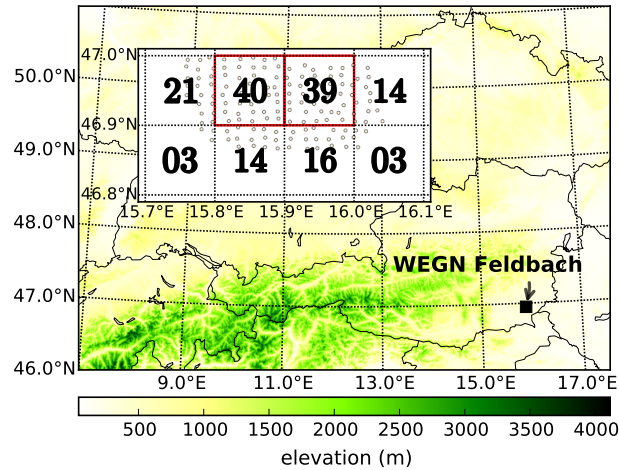 50.0°N
49.0°N
48.0°N
47.0°N
46.0°N
47.0°N
46.9°N
46.8°N
21 40 39 14
03 14 16 03
15.7°E 15.8°E 15.9°E 16.0°E 16.1°E
WEGN Feldbach
9.0°E 11.0°E 13.0°E 15.0°E 17.0°E
500 1000 1500 2000 2500 3000 3500 4000
elevation (m)